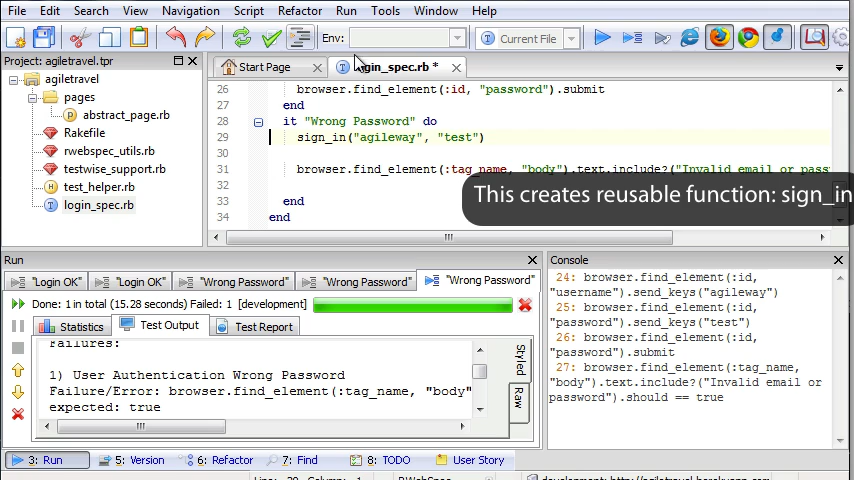 File Edit Search View Navigation Script Refactor Run Tools Window Help
Env: Current File
Project: agiletravel.tpr
agiletravel
pages
abstract_page.rb
Rakefile
rwebspec_utils.rb
testwise_support.rb
test_helper.rb
login_spec.rb
Start Page
gin_spec.rb *
26 browser.find_element(:id, "password").submit
27 end
28 it "Wrong Password" do
29 sign_in("agileway", "test")
30
31 browser.find_element(:tag_name, "body").text.include?("Invalid email or pass
32
33 end
34 end
This creates reusable function: sign_in
Run
"Login OK" "Login OK" "Wrong Password" "Wrong Password" "Wrong Password"
Done: 1 in total (15.28 seconds) Failed: 1 [development]
Statistics Test Output Test Report
Failures:
1) User Authentication Wrong Password
Failure/Error: browser.find_element(:tag_name, "body"
expected: true
Styled
Raw
Console
24: browser.find_element(:id,
"username").send_keys("agileway")
25: browser.find_element(:id,
"password").send_keys("test")
26: browser.find_element(:id,
"password").submit
27: browser.find_element(:tag_name,
"body").text.include?("Invalid email or
password").should == true
3: Run 5: Version 6: Refactor 7: Find 8: TODO User Story